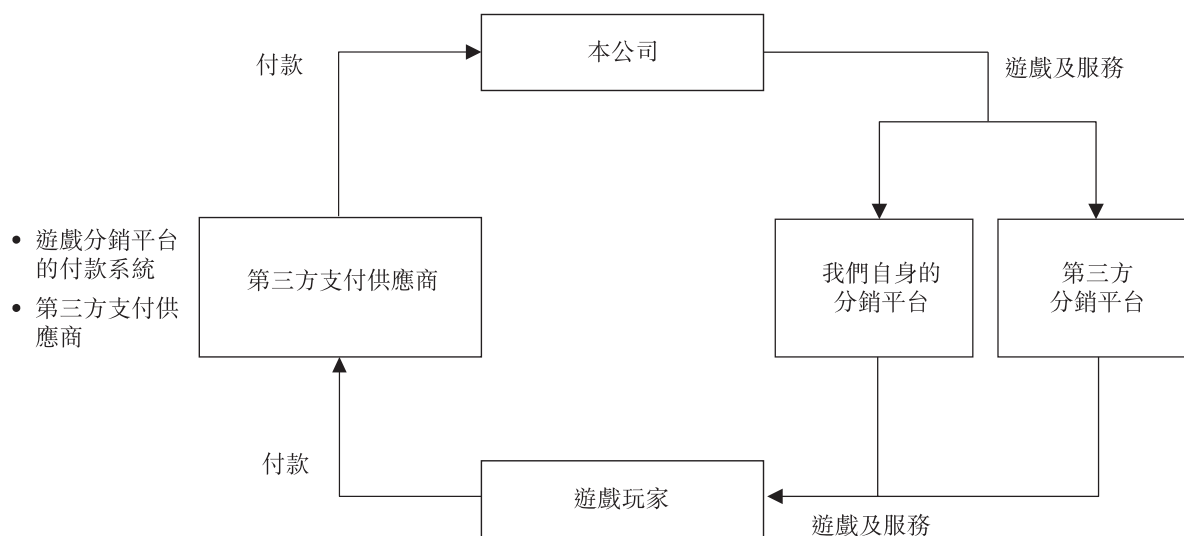 本公司
付款
遊戲及服務
• 遊戲分銷平台
的付款系統
• 第三方支付供
應商
第三方支付供應商
我們自身的
分銷平台
第三方
分銷平台
付款
遊戲玩家
遊戲及服務